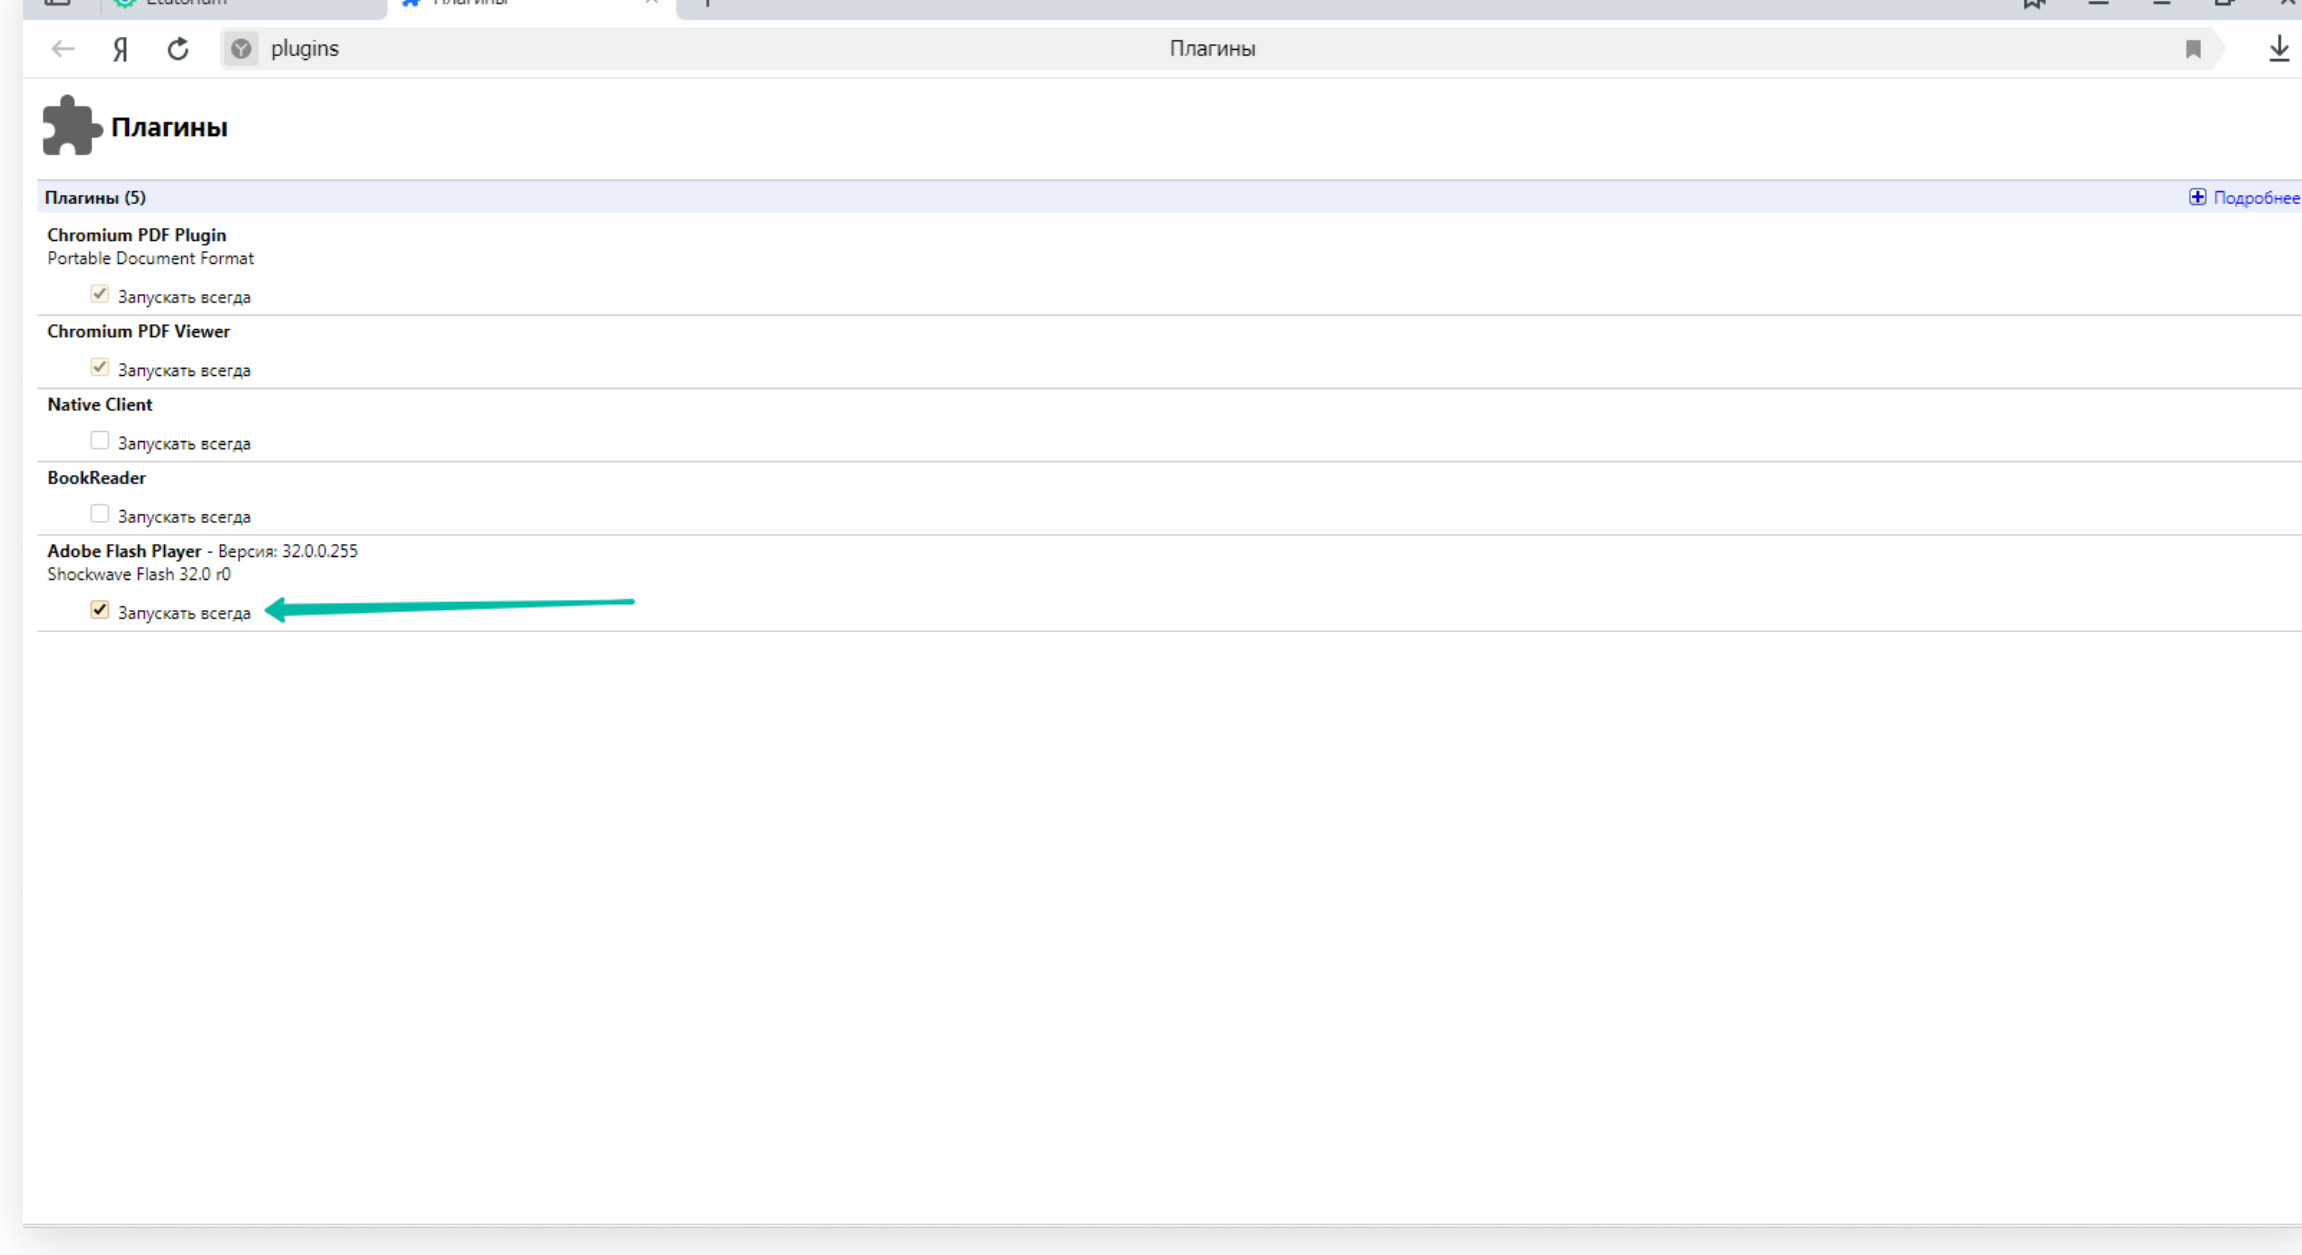 Etutorium
Плагины
plugins
Плагины
Плагины
Плагины (5)
Подробнее
Chromium PDF Plugin
Portable Document Format
Запускать всегда
Chromium PDF Viewer
Запускать всегда
Native Client
Запускать всегда
BookReader
Запускать всегда
Adobe Flash Player - Версия: 32.0.0.255
Shockwave Flash 32.0 r0
Запускать всегда